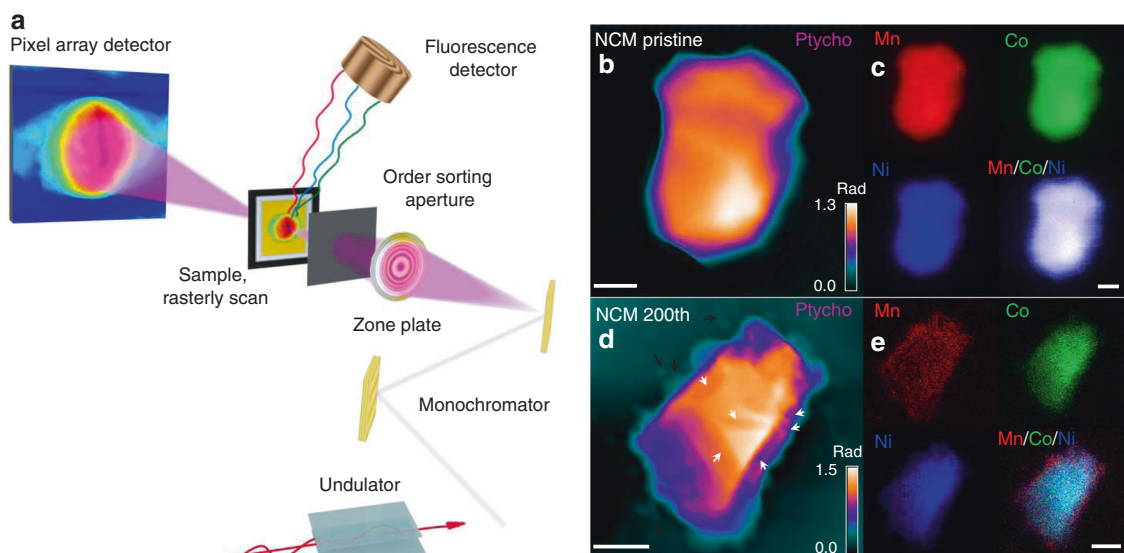 a
Pixel array detector
Fluorescence
detector
Order sorting
aperture
Sample,
rasterly scan
Zone plate
Monochromator
Undulator
NCM pristine
Ptycho
b
Rad
1.3
0.0
c
Mn
Co
Ni
Mn/Co/Ni
NCM 200th
Ptycho
d
Rad
1.5
0.0
e
Mn
Co
Ni
Mn/Co/Ni